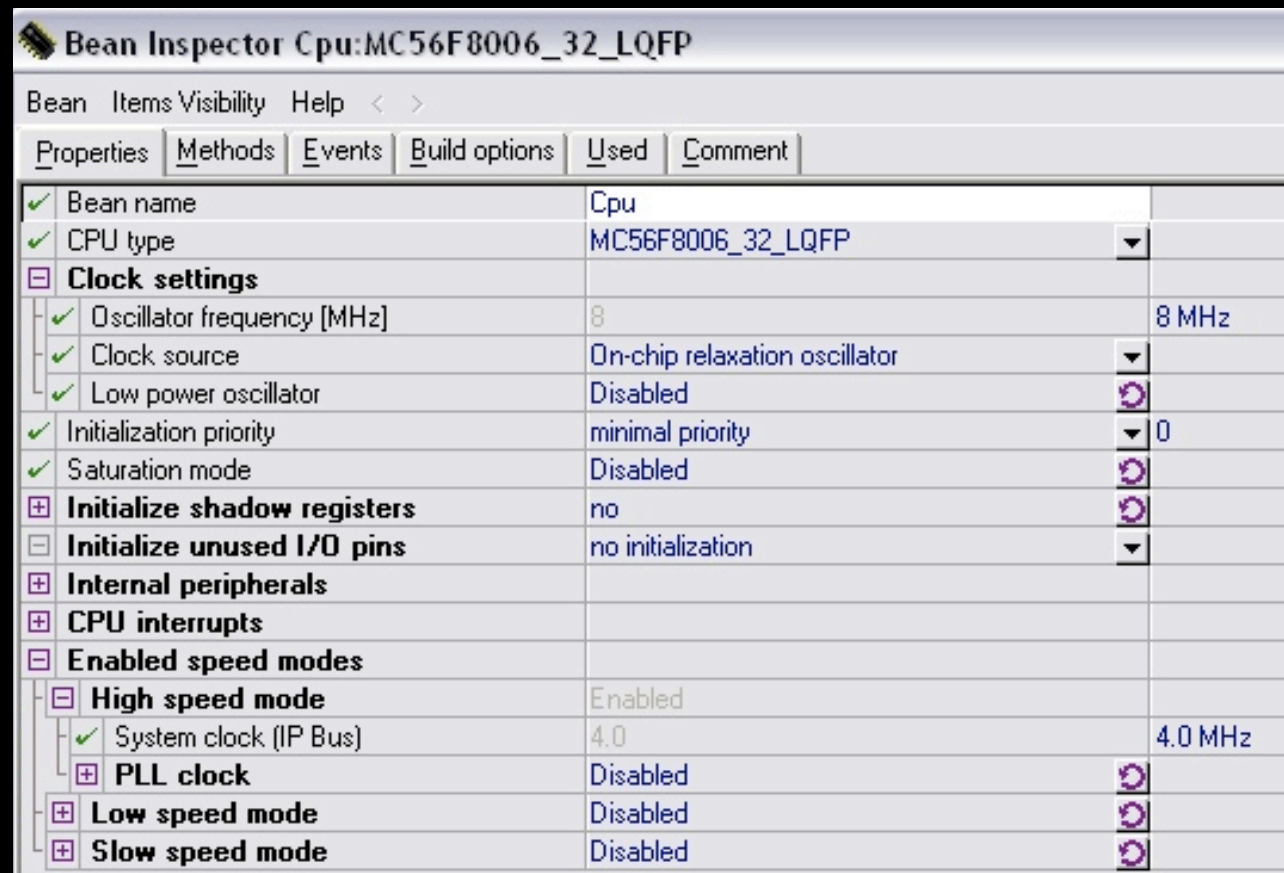 Bean Inspector Cpu:MC56F8006_32_LQFP
Bean Items Visibility Help < >
Properties Methods Events Build options Used Comment
Bean name Cpu
CPU type MC56F8006_32_LQFP
Clock settings
Oscillator frequency [MHz] 8 8 MHz
Clock source On-chip relaxation oscillator
Low power oscillator Disabled
Initialization priority minimal priority 0
Saturation mode Disabled
Initialize shadow registers no
Initialize unused I/O pins no initialization
Internal peripherals
CPU interrupts
Enabled speed modes
High speed mode Enabled
System clock (IP Bus) 4.0 4.0 MHz
PLL clock Disabled
Low speed mode Disabled
Slow speed mode Disabled